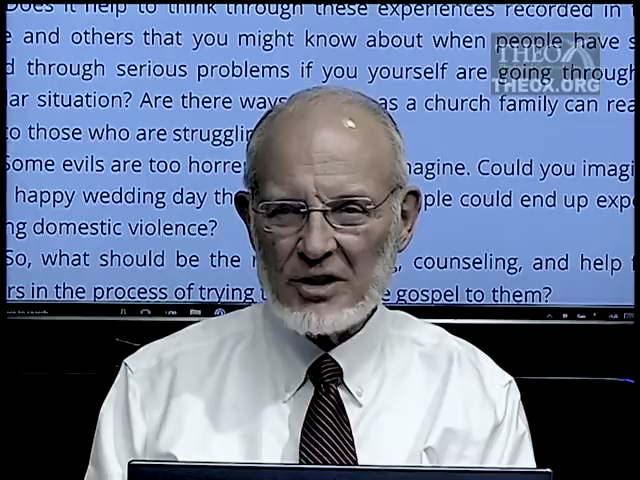 Does it help to think through these experiences recorded in
e and others that you might know about when people have s
d through serious problems if you yourself are going through
ar situation? Are there ways as a church family can rea
to those who are struggling
Some evils are too horre magine. Could you imagi
happy wedding day th ple could end up expe
ng domestic violence?
So, what should be the , counseling, and help f
rs in the process of trying e gospel to them?
THEO
THEOX.ORG